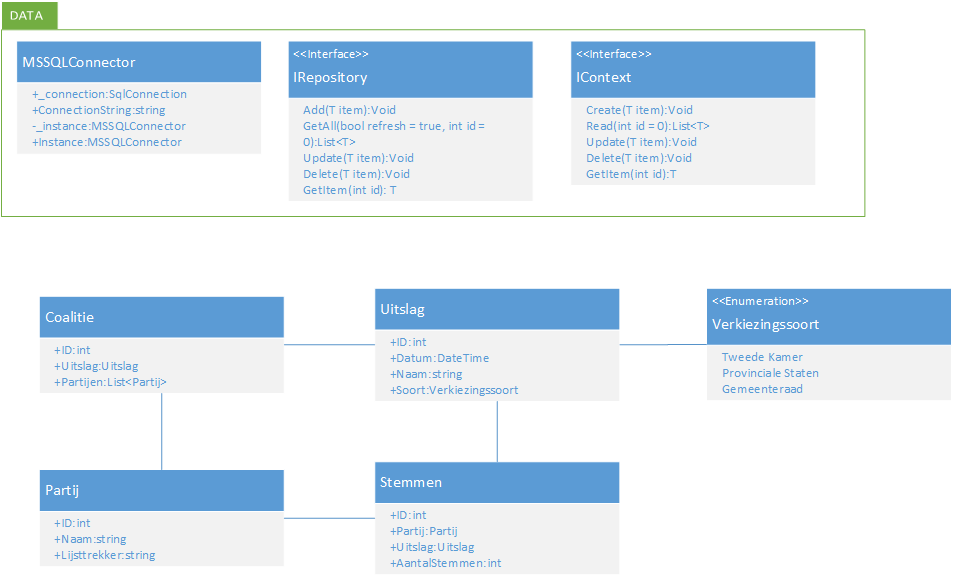 DATA
MSSQLConnector
+_connection:SqlConnection
+ConnectionString:string
-_instance:MSSQLConnector
+Instance:MSSQLConnector
<<Interface>>
IRepository
Add(T item):Void
GetAll(bool refresh = true, int id =
0):List<T>
Update(T item):Void
Delete(T item):Void
GetItem(int id): T
<<Interface>>
IContext
Create(T item):Void
Read(int id = 0):List<T>
Update(T item):Void
Delete(T item):Void
GetItem(int id):T
Coalitie
+ID:int
+Uitslag:Uitslag
+Partijen:List<Partij>
Uitslag
+ID:int
+Datum:DateTime
+Naam:string
+Soort:Verkiezingssoort
<<Enumeration>>
Verkiezingssoort
Tweede Kamer
Provinciale Staten
Gemeenteraad
Partij
+ID:int
+Naam:string
+Lijsttrekker:string
Stemmen
+ID:int
+Partij:Partij
+Uitslag:Uitslag
+AantalStemmen:int